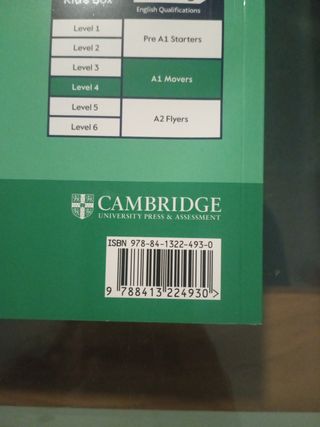 Kid's Box
English Qualifications
Level 1
Level 2
Pre A1 Starters
Level 3
Level 4
A1 Movers
Level 5
Level 6
A2 Flyers
CAMBRIDGE
UNIVERSITY PRESS & ASSESSMENT
ISBN 978-84-1322-493-0
9 788413 224930 >